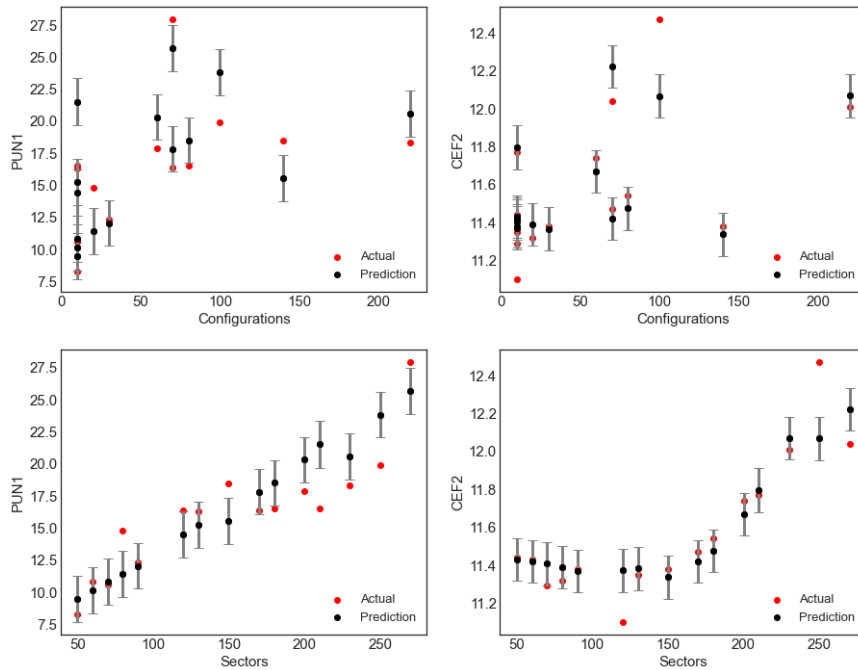 27.5
25.0
22.5
20.0
17.5
15.0
12.5
10.0
7.5
PUN1
0 50 100 150 200
Configurations
Actual
Prediction
12.4
12.2
12.0
11.8
11.6
11.4
11.2
CEF2
0 50 100 150 200
Configurations
Actual
Prediction
27.5
25.0
22.5
20.0
17.5
15.0
12.5
10.0
7.5
PUN1
50 100 150 200 250
Sectors
Actual
Prediction
12.4
12.2
12.0
11.8
11.6
11.4
11.2
CEF2
50 100 150 200 250
Sectors
Actual
Prediction